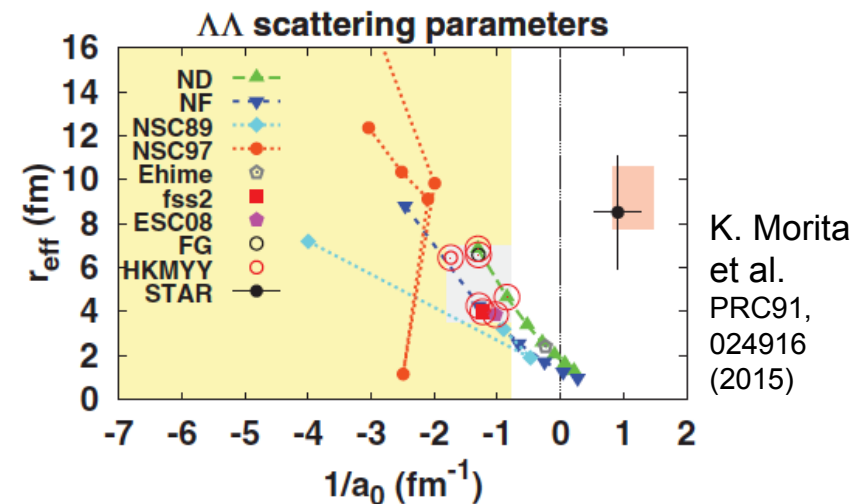 ΛΛ scattering parameters
16
14
12
10
8
6
4
2
0
r_eff (fm)
ND
NF
NSC89
NSC97
Ehime
fss2
ESC08
FG
HKMYY
STAR
-7 -6 -5 -4 -3 -2 -1 0 1 2
1/a₀ (fm⁻¹)
K. Morita
et al.
PRC91,
024916
(2015)